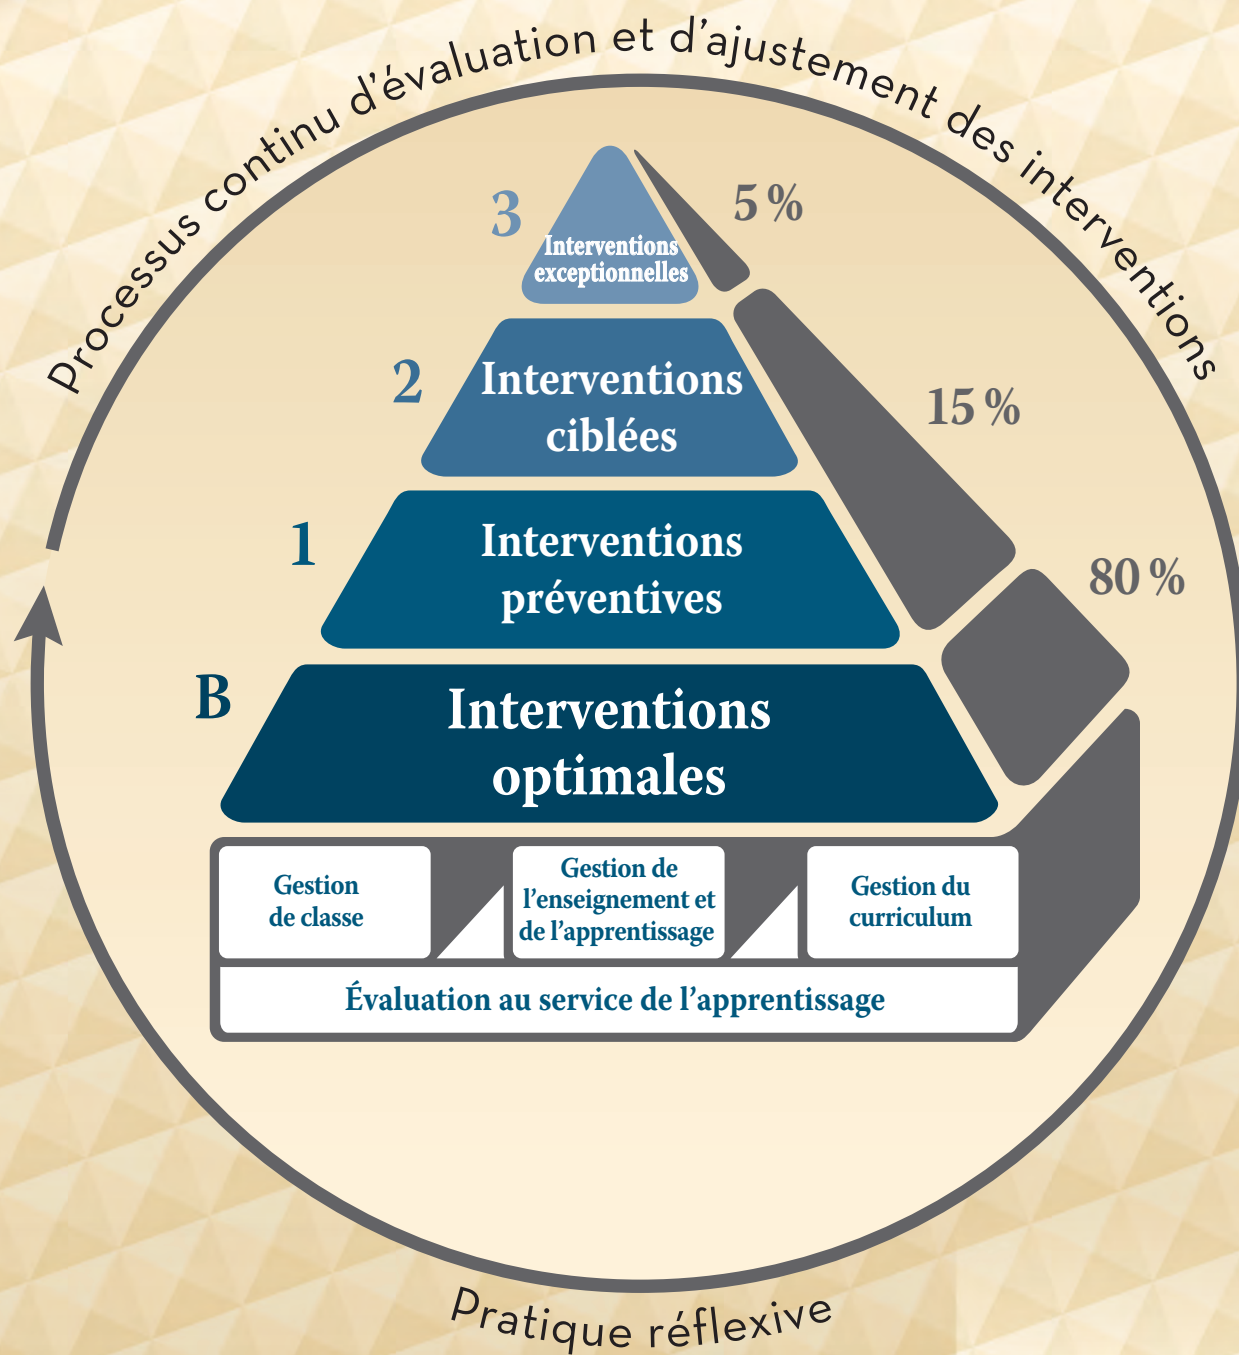 Processus continu d'évaluation et d'ajustement des interventions
3
5 %
Interventions
exceptionnelles
2
Interventions
ciblées
15 %
1
Interventions
préventives
80 %
B
Interventions
optimales
Gestion
de classe
Gestion de
l'enseignement et
de l'apprentissage
Gestion du
curriculum
Évaluation au service de l'apprentissage
Pratique réflexive